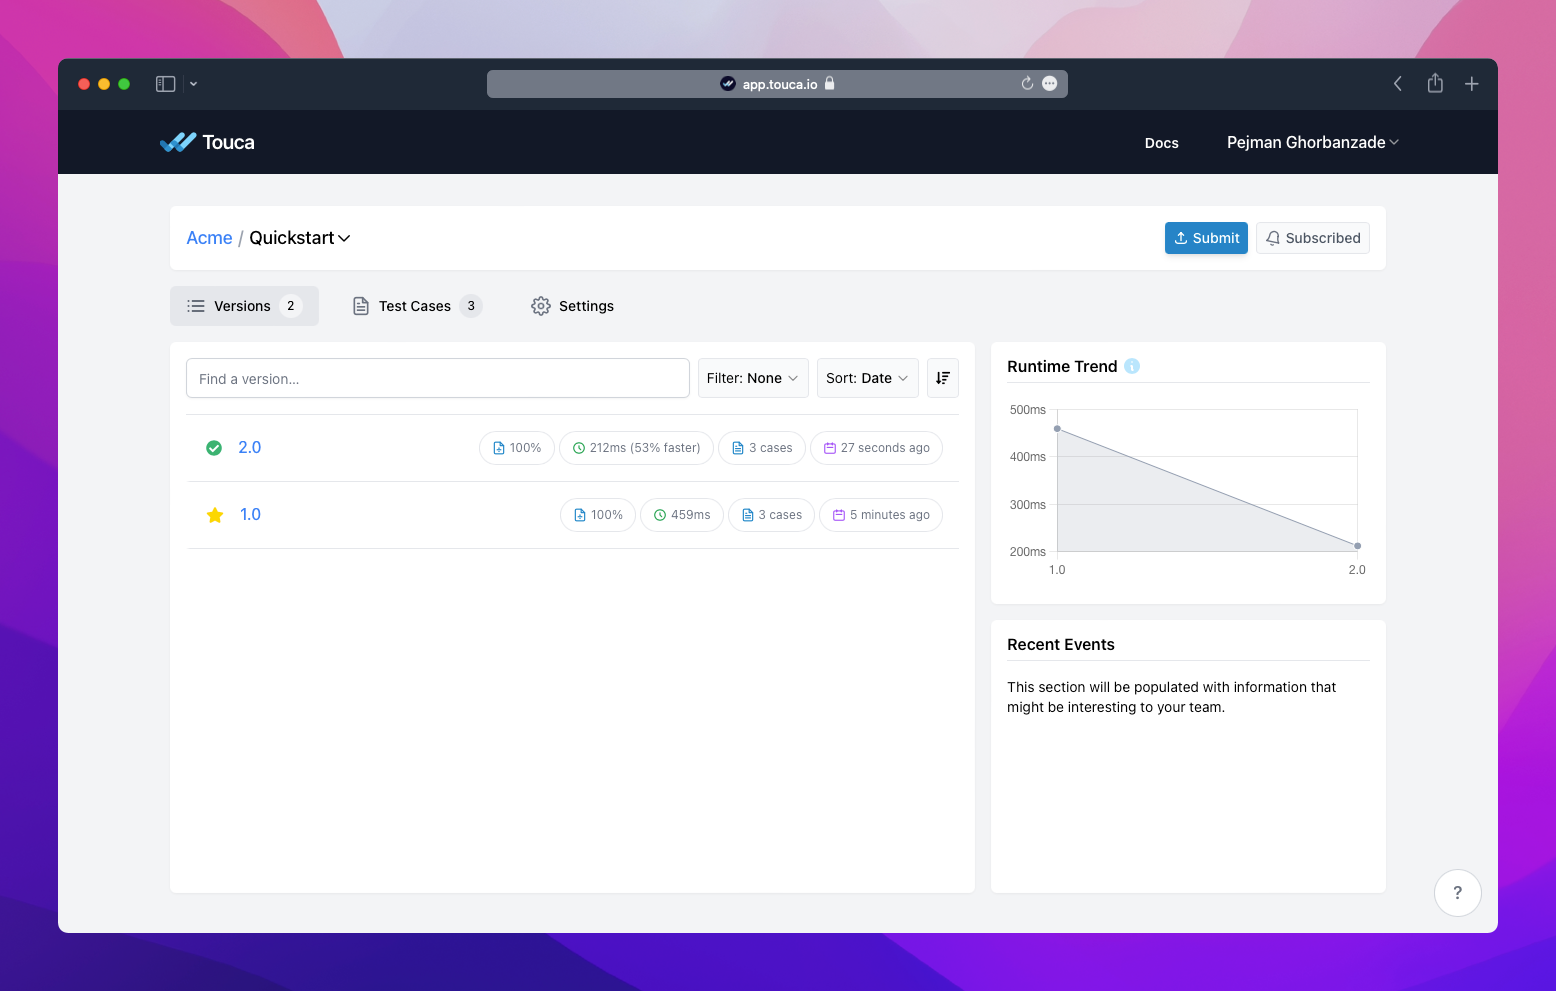 app.touca.io
Touca
Docs
Pejman Ghorbanzade
Acme / Quickstart
Submit
Subscribed
Versions 2
Test Cases 3
Settings
Find a version...
Filter: None
Sort: Date
2.0
100%
212ms (53% faster)
3 cases
27 seconds ago
1.0
100%
459ms
3 cases
5 minutes ago
Runtime Trend
500ms
400ms
300ms
200ms
1.0
2.0
Recent Events
This section will be populated with information that
might be interesting to your team.
?